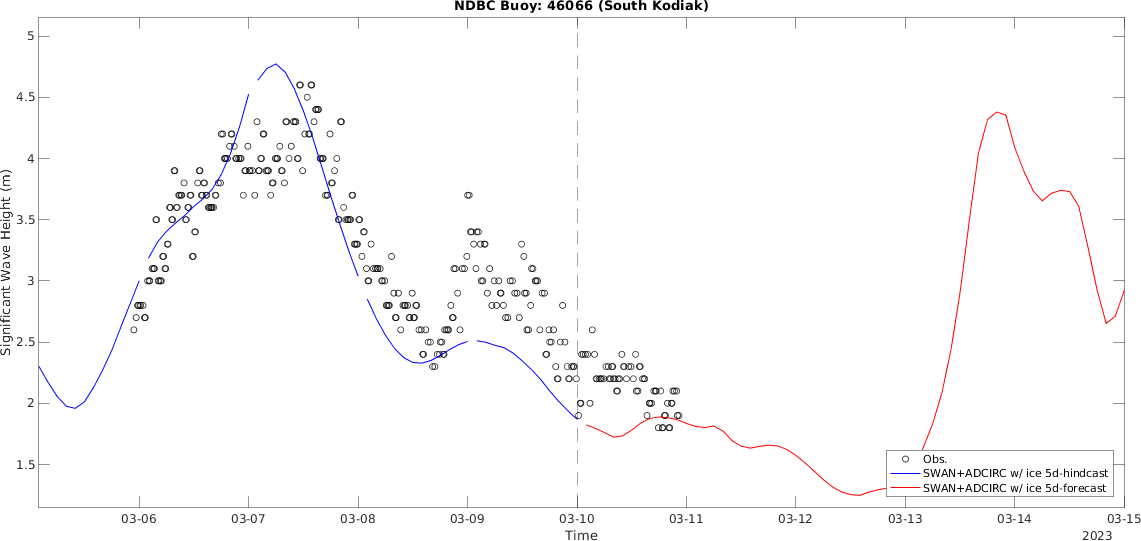 NDBC Buoy: 46066 (South Kodiak)
5
4.5
4
3.5
3
2.5
2
1.5
Significant Wave Height (m)
Obs.
SWAN+ADCIRC w/ ice 5d-hindcast
SWAN+ADCIRC w/ ice 5d-forecast
03-06 03-07 03-08 03-09 03-10 03-11 03-12 03-13 03-14 03-15
Time
2023